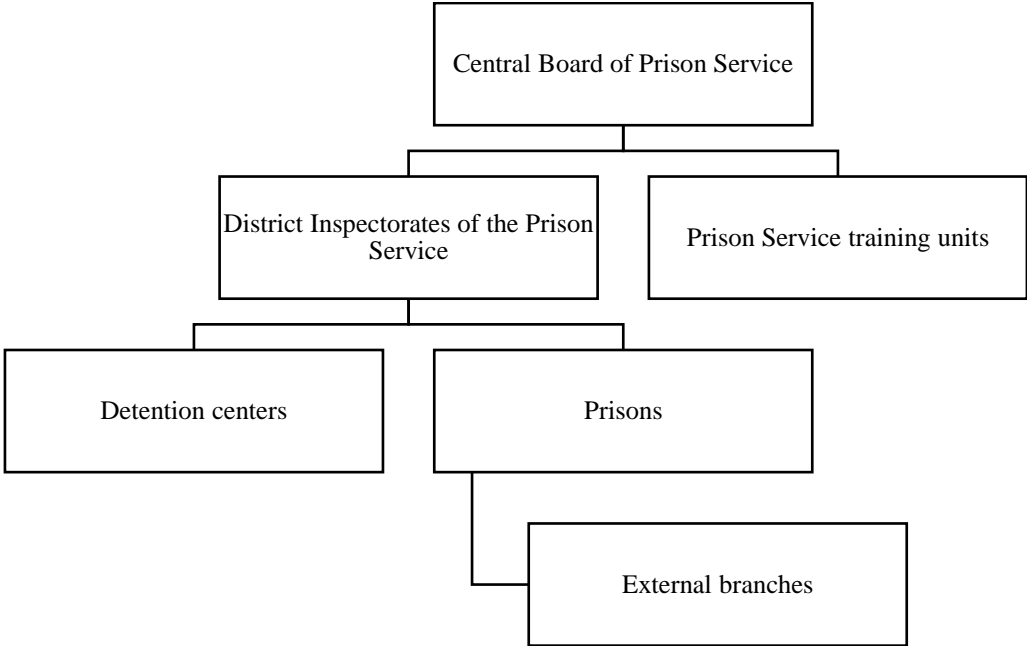 Central Board of Prison Service
District Inspectorates of the Prison
Service
Prison Service training units
Detention centers
Prisons
External branches